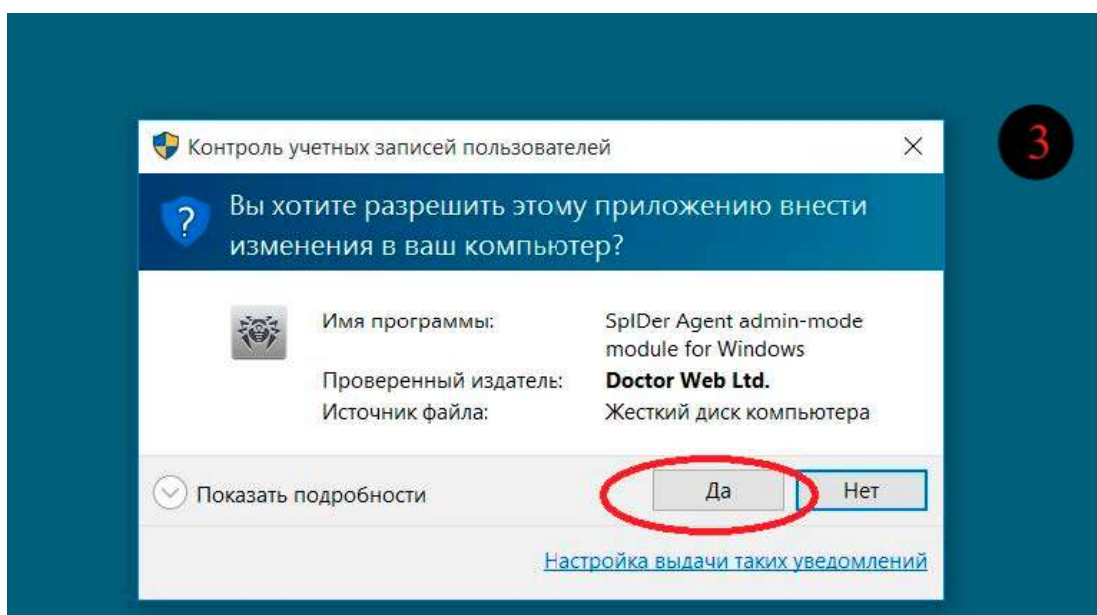 Контроль учетных записей пользователей
3
Вы хотите разрешить этому приложению внести
изменения в ваш компьютер?
Имя программы: SpIDer Agent admin-mode
module for Windows
Проверенный издатель: Doctor Web Ltd.
Источник файла: Жесткий диск компьютера
Показать подробности Да Нет
Настройка выдачи таких уведомлений